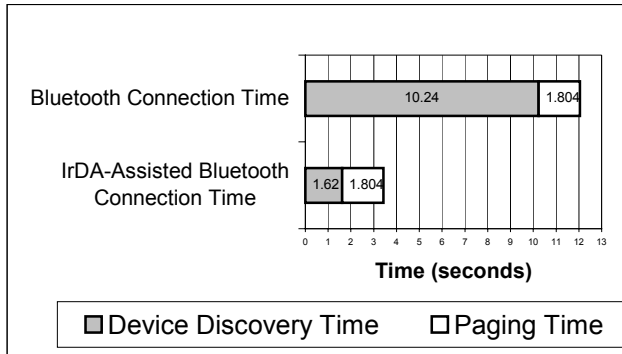 Bluetooth Connection Time
10.24
1.804
IrDA-Assisted Bluetooth
Connection Time
1.62
1.804
0 1 2 3 4 5 6 7 8 9 10 11 12 13
Time (seconds)
Device Discovery Time
Paging Time